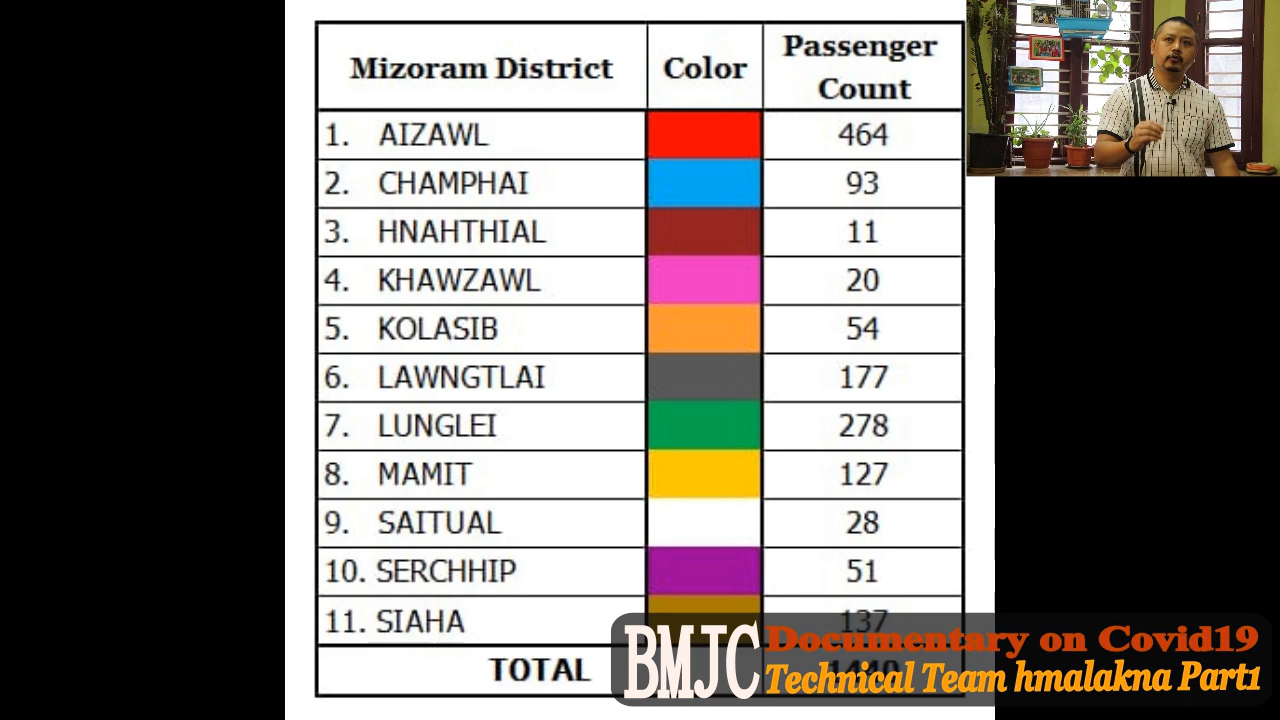 Mizoram District Color Passenger Count
1. AIZAWL 464
2. CHAMPHAI 93
3. HNAHTHIAL 11
4. KHAWZAWL 20
5. KOLASIB 54
6. LAWNGTLAI 177
7. LUNGLEI 278
8. MAMIT 127
9. SAITUAL 28
10. SERCHHIP 51
11. SIAHA 137
TOTAL 1440
BMJC
Documentary on Covid19
Technical Team hmalakna Part1